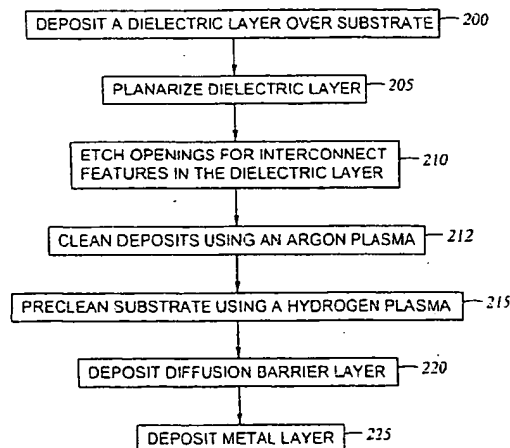 DEPOSIT A DIELECTRIC LAYER OVER SUBSTRATE 200
PLANARIZE DIELECTRIC LAYER 205
ETCH OPENINGS FOR INTERCONNECT
FEATURES IN THE DIELECTRIC LAYER 210
CLEAN DEPOSITS USING AN ARGON PLASMA 212
PRECLEAN SUBSTRATE USING A HYDROGEN PLASMA 215
DEPOSIT DIFFUSION BARRIER LAYER 220
DEPOSIT METAL LAYER 225